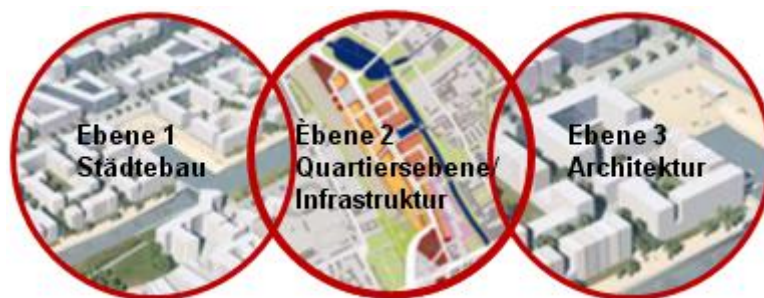 Ebene 1
Städtebau
Èbene 2
Quartiersebene/
Infrastruktur
Ebene 3
Architektur